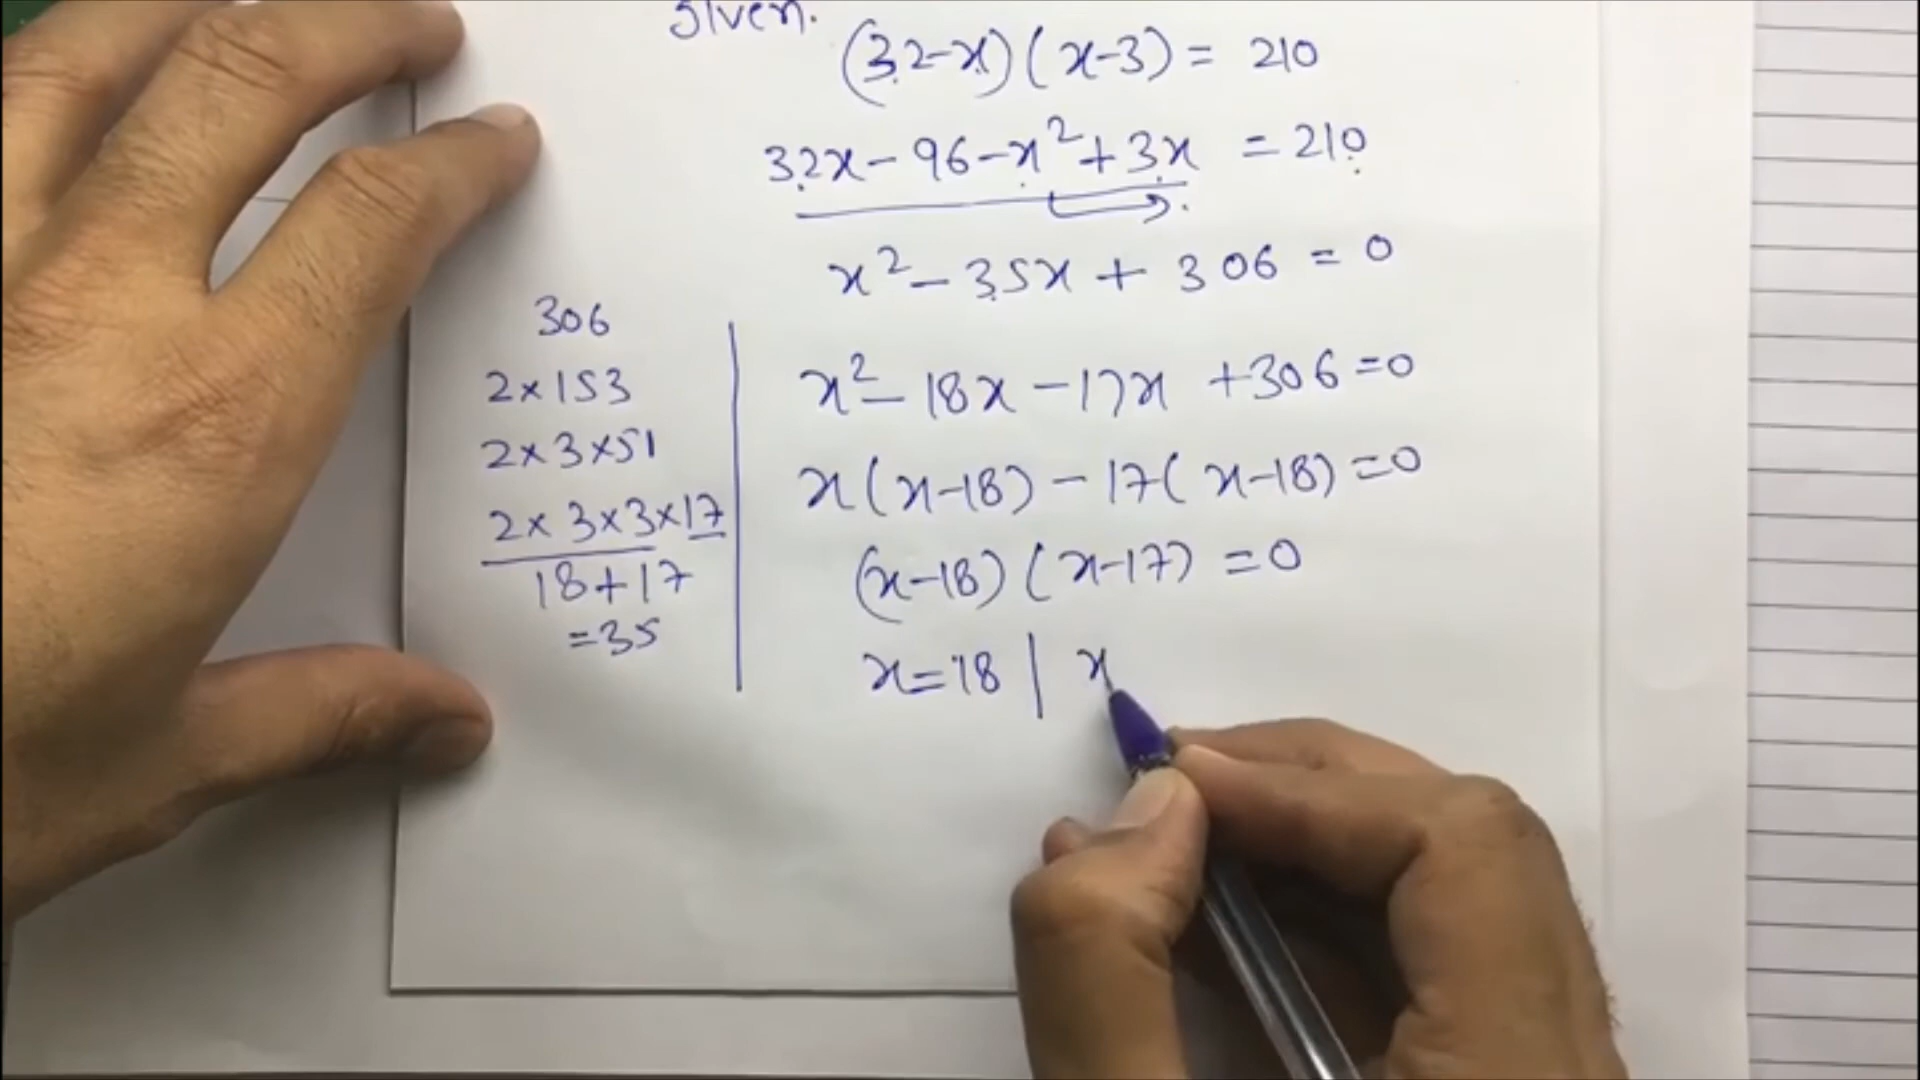 Given.
(32-x)(x-3) = 210
32x - 96 - x² + 3x = 210
x² - 35x + 306 = 0
306
2×153
2×3×51
2×3×3×17
18+17
=35
x² - 18x - 17x + 306 = 0
x(x-18) - 17(x-18) = 0
(x-18)(x-17) = 0
x = 18 | x